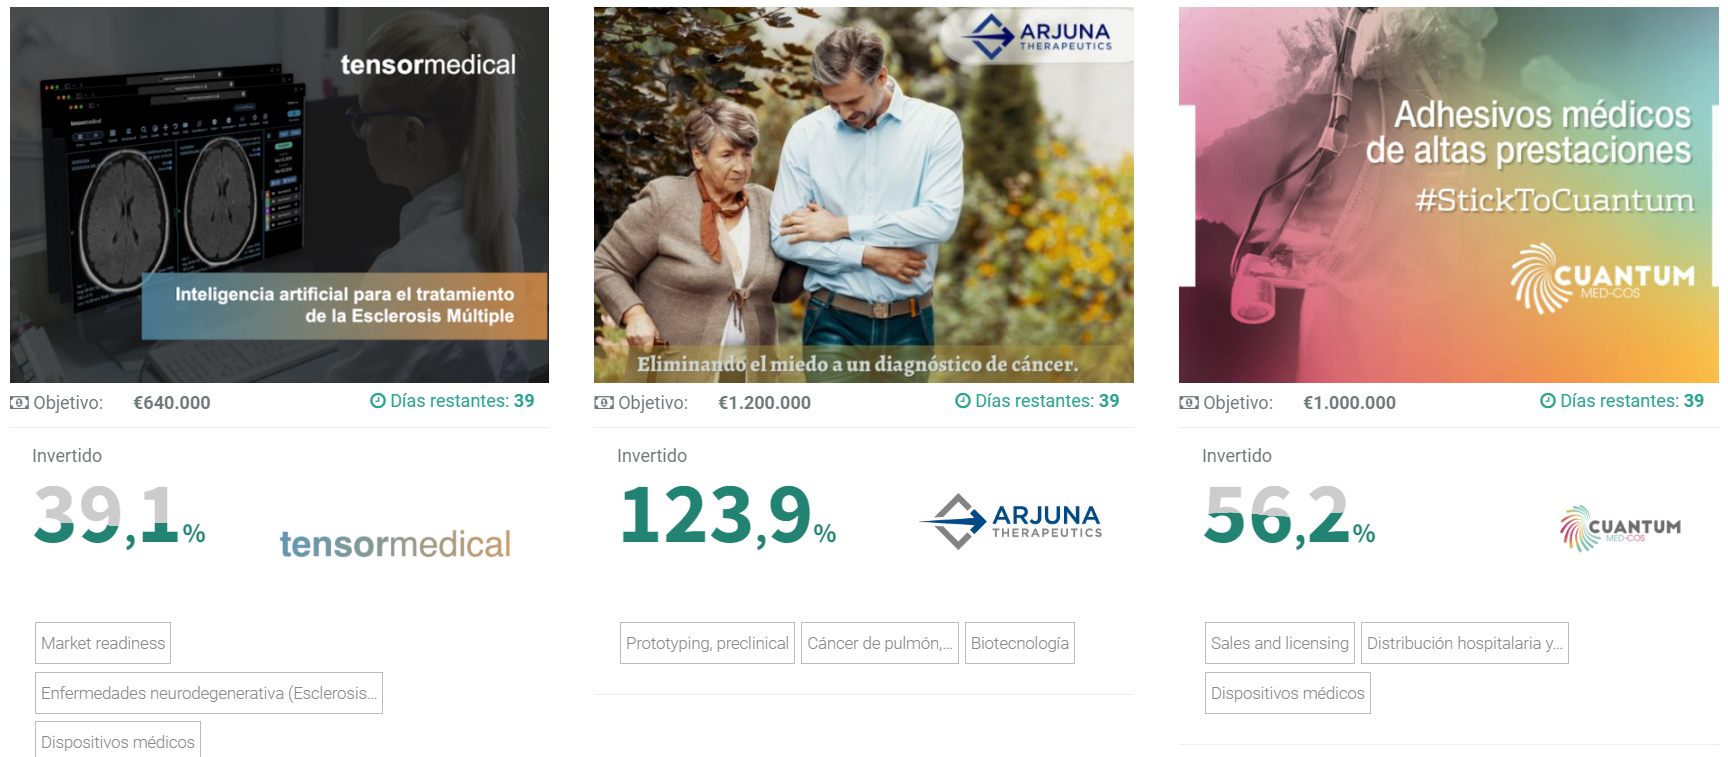 tensormedical
tensormedical
Inteligencia artificial para el tratamiento
de la Esclerosis Múltiple
Objetivo: €640.000
Días restantes: 39
Invertido
39,1%
tensormedical
Market readiness
Enfermedades neurodegenerativa (Esclerosis...
Dispositivos médicos
ARJUNA
THERAPEUTICS
Eliminando el miedo a un diagnóstico de cáncer.
Objetivo: €1.200.000
Días restantes: 39
Invertido
123,9%
ARJUNA
THERAPEUTICS
Prototyping, preclinical
Cáncer de pulmón,...
Biotecnología
Adhesivos médicos
de altas prestaciones
#StickToCuantum
CUANTUM
MED-COS
Objetivo: €1.000.000
Días restantes: 39
Invertido
56,2%
CUANTUM
MED-COS
Sales and licensing
Distribución hospitalaria y...
Dispositivos médicos